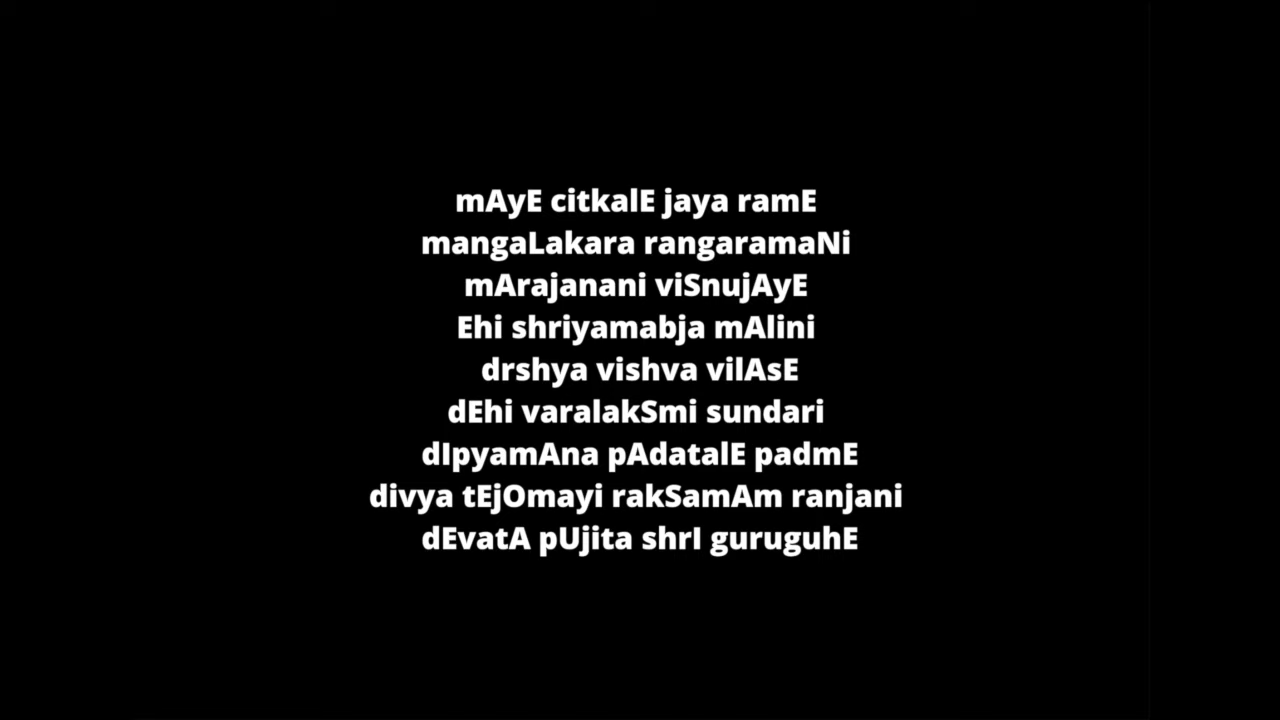 mAyE citkalE jaya ramE
mangaLakara rangaramaNi
mArajanani viSnujAyE
Ehi shriyamabja mAlini
drshya vishva vilAsE
dEhi varalakSmi sundari
dIpyamAna pAdatalE padmE
divya tEjOmayi rakSamAm ranjani
dEvatA pUjita shrI guruguhE